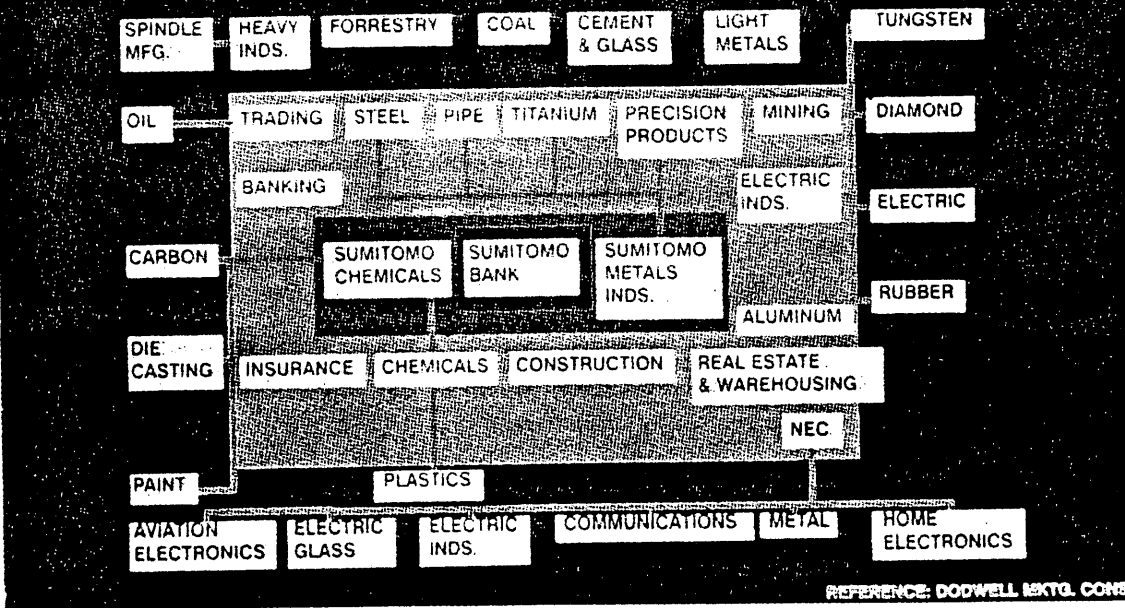 SPINDLE
MFG.
HEAVY
INDS.
FORRESTRY
COAL
CEMENT
& GLASS
LIGHT
METALS
TUNGSTEN
OIL
TRADING
STEEL
PIPE
TITANIUM
PRECISION
PRODUCTS
MINING
DIAMOND
BANKING
ELECTRIC
INDS.
ELECTRIC
CARBON
SUMITOMO
CHEMICALS
SUMITOMO
BANK
SUMITOMO
METALS
INDS.
RUBBER
ALUMINUM
DIE
CASTING
INSURANCE
CHEMICALS
CONSTRUCTION
REAL ESTATE
& WAREHOUSING
NEC
PAINT
PLASTICS
AVIATION
ELECTRONICS
ELECTRIC
GLASS
ELECTRIC
INDS.
COMMUNICATIONS
METAL
HOME
ELECTRONICS
REFERENCE: DODWELL MKTG. CONS